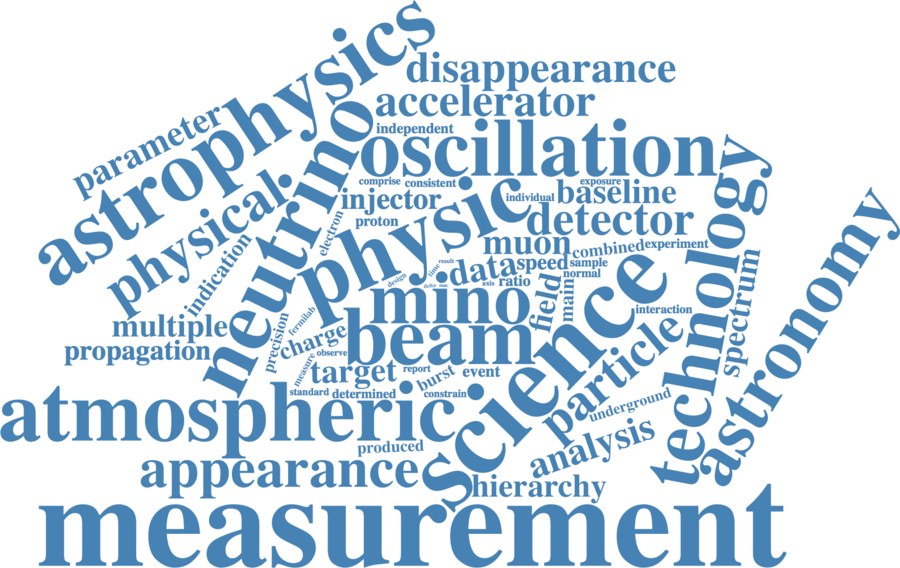 astrophysics
disappearance
accelerator
parameter
independent
neutrino
oscillation
physical
comprise
consistent
physic
individual
exposure
baseline
technology
injector
detector
proton
electron
muon
combined
experiment
indication
astronomy
data
speed
sample
result
time
design
normal
ratio
axis
delta
mino
field
main
science
spectrum
interaction
multiple
fermilab
precision
charge
beam
propagation
observe
measure
target
report
burst
event
particle
standard
determined
constrain
underground
atmospheric
produced
analysis
appearance
hierarchy
measurement